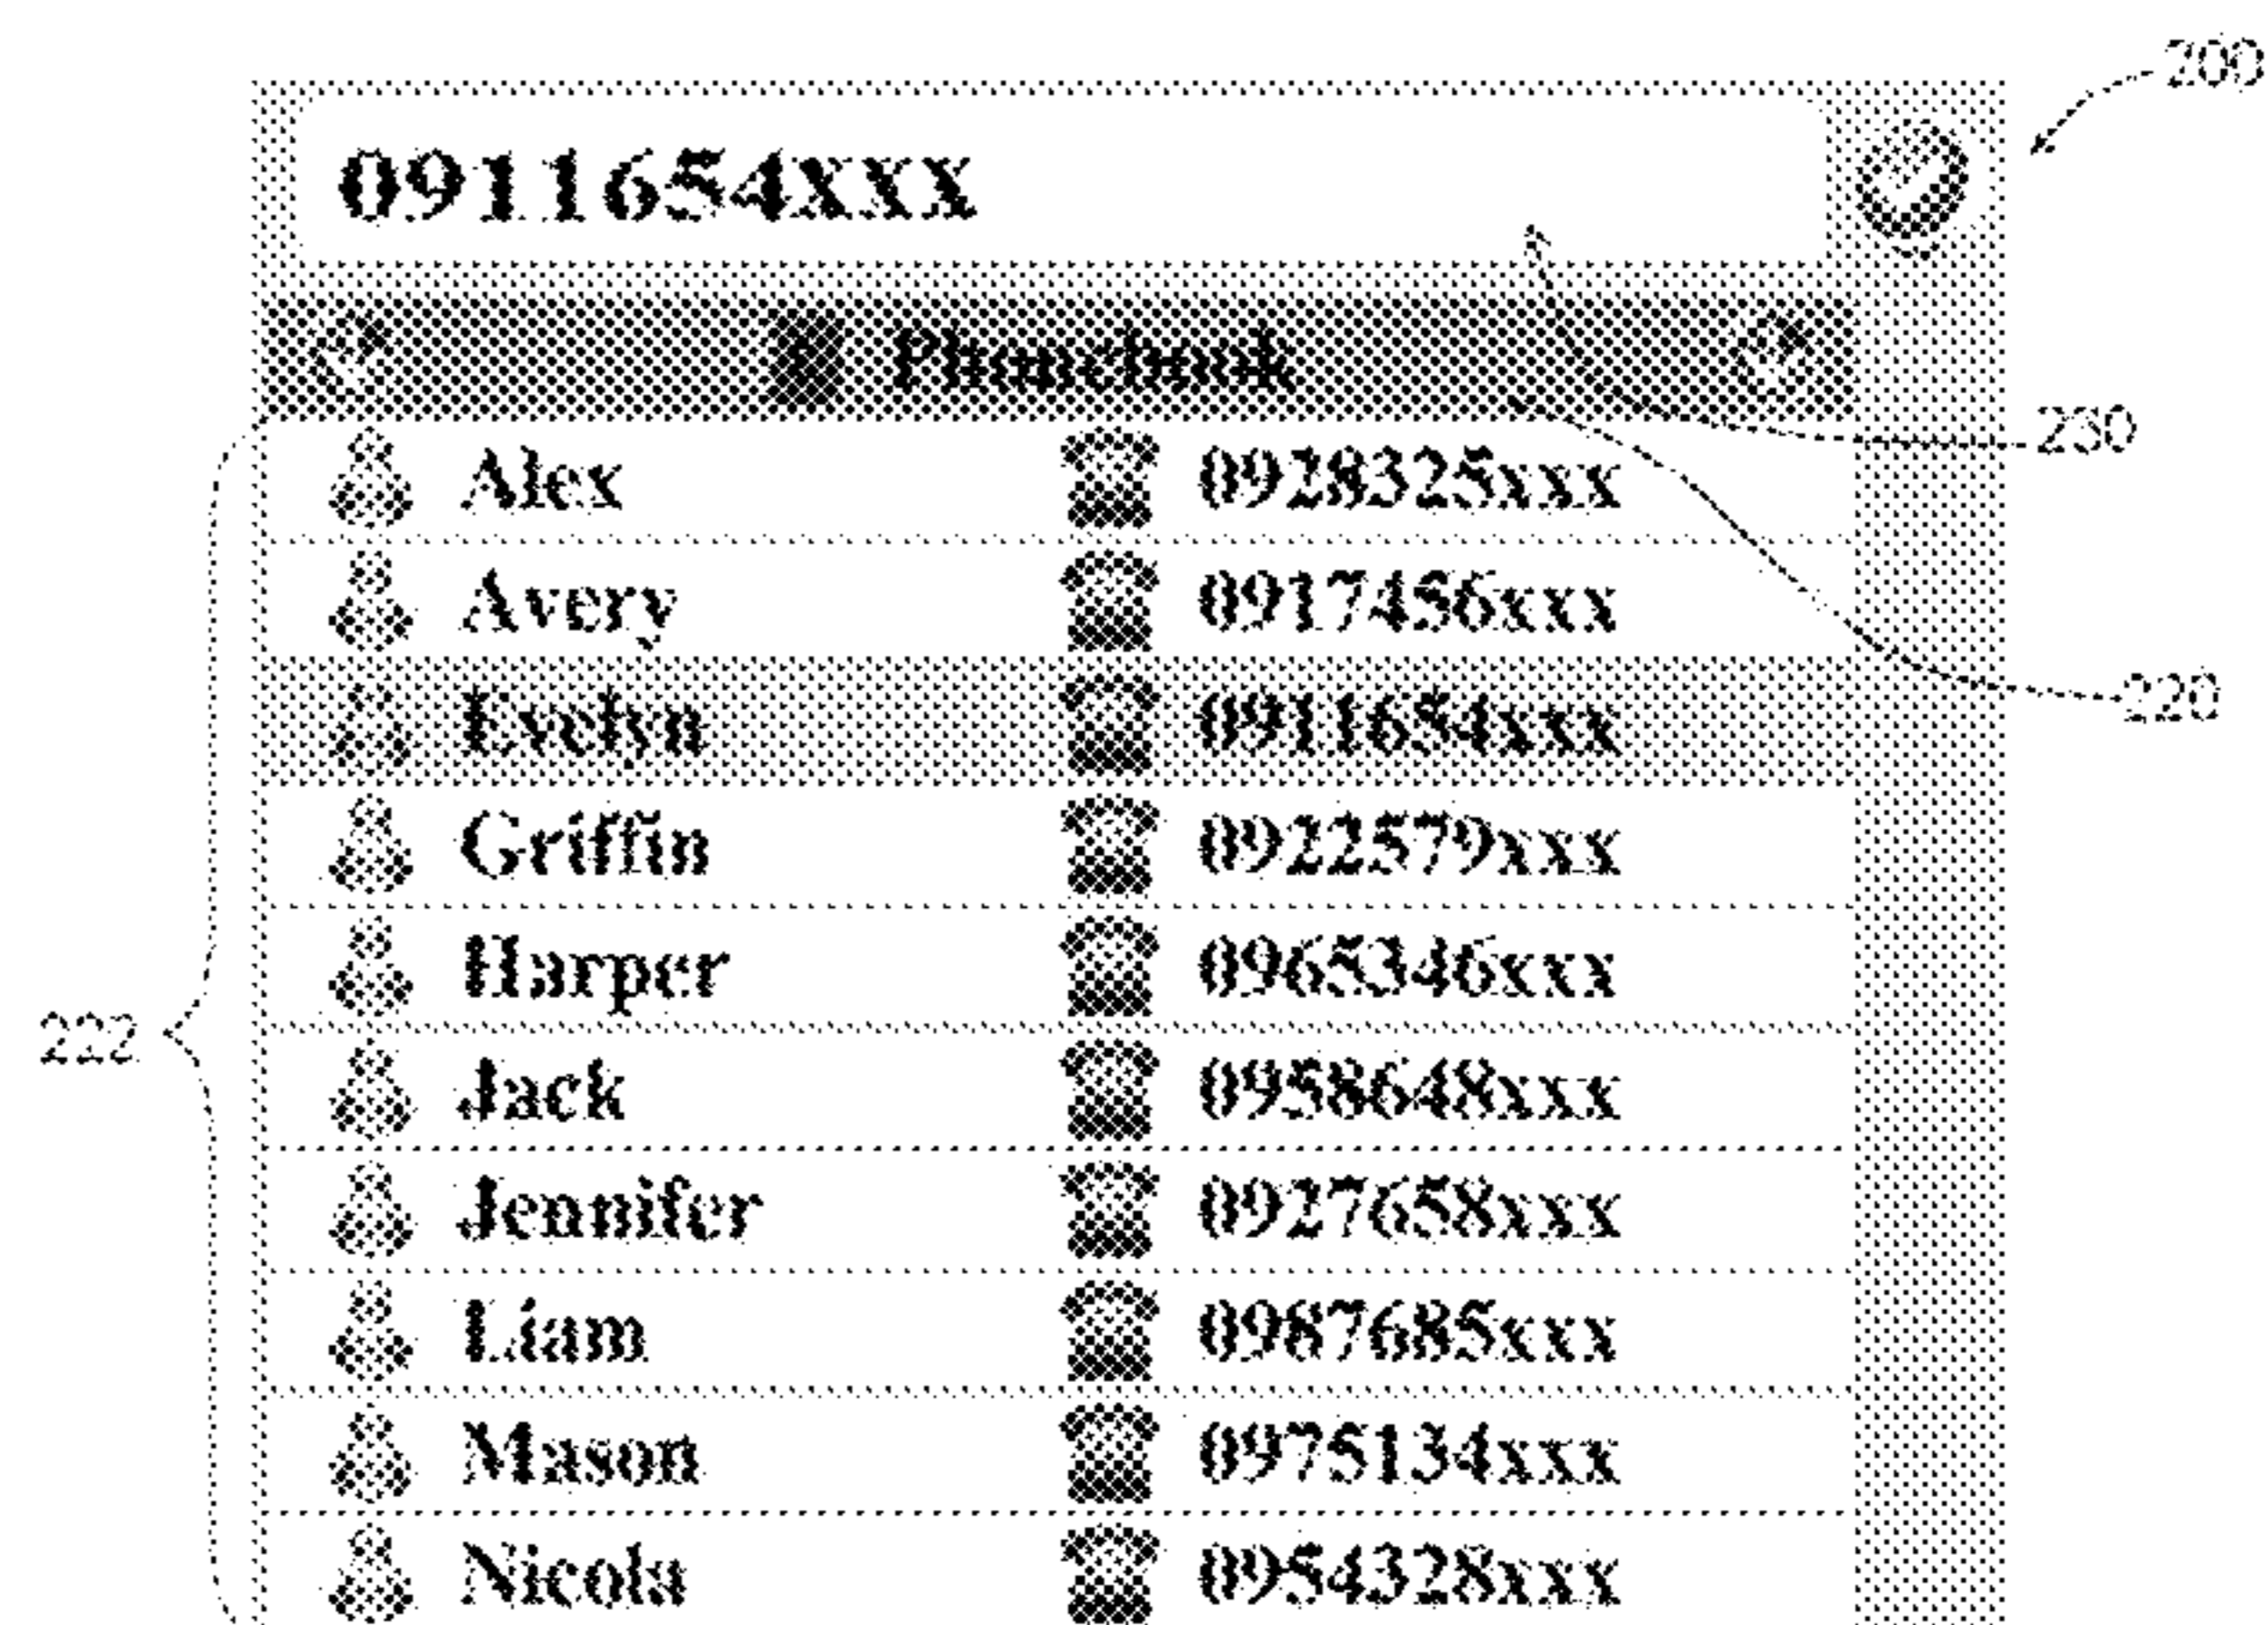 200
0911654xxx
Phonebook
230
Alex 0928325xxx
Avery 0917456xxx
220
Evelyn 0911654xxx
Griffin 0922579xxx
Harper 0965346xxx
222
Jack 0958648xxx
Jennifer 0927658xxx
Liam 0987685xxx
Mason 0975134xxx
Nicola 0954328xxx